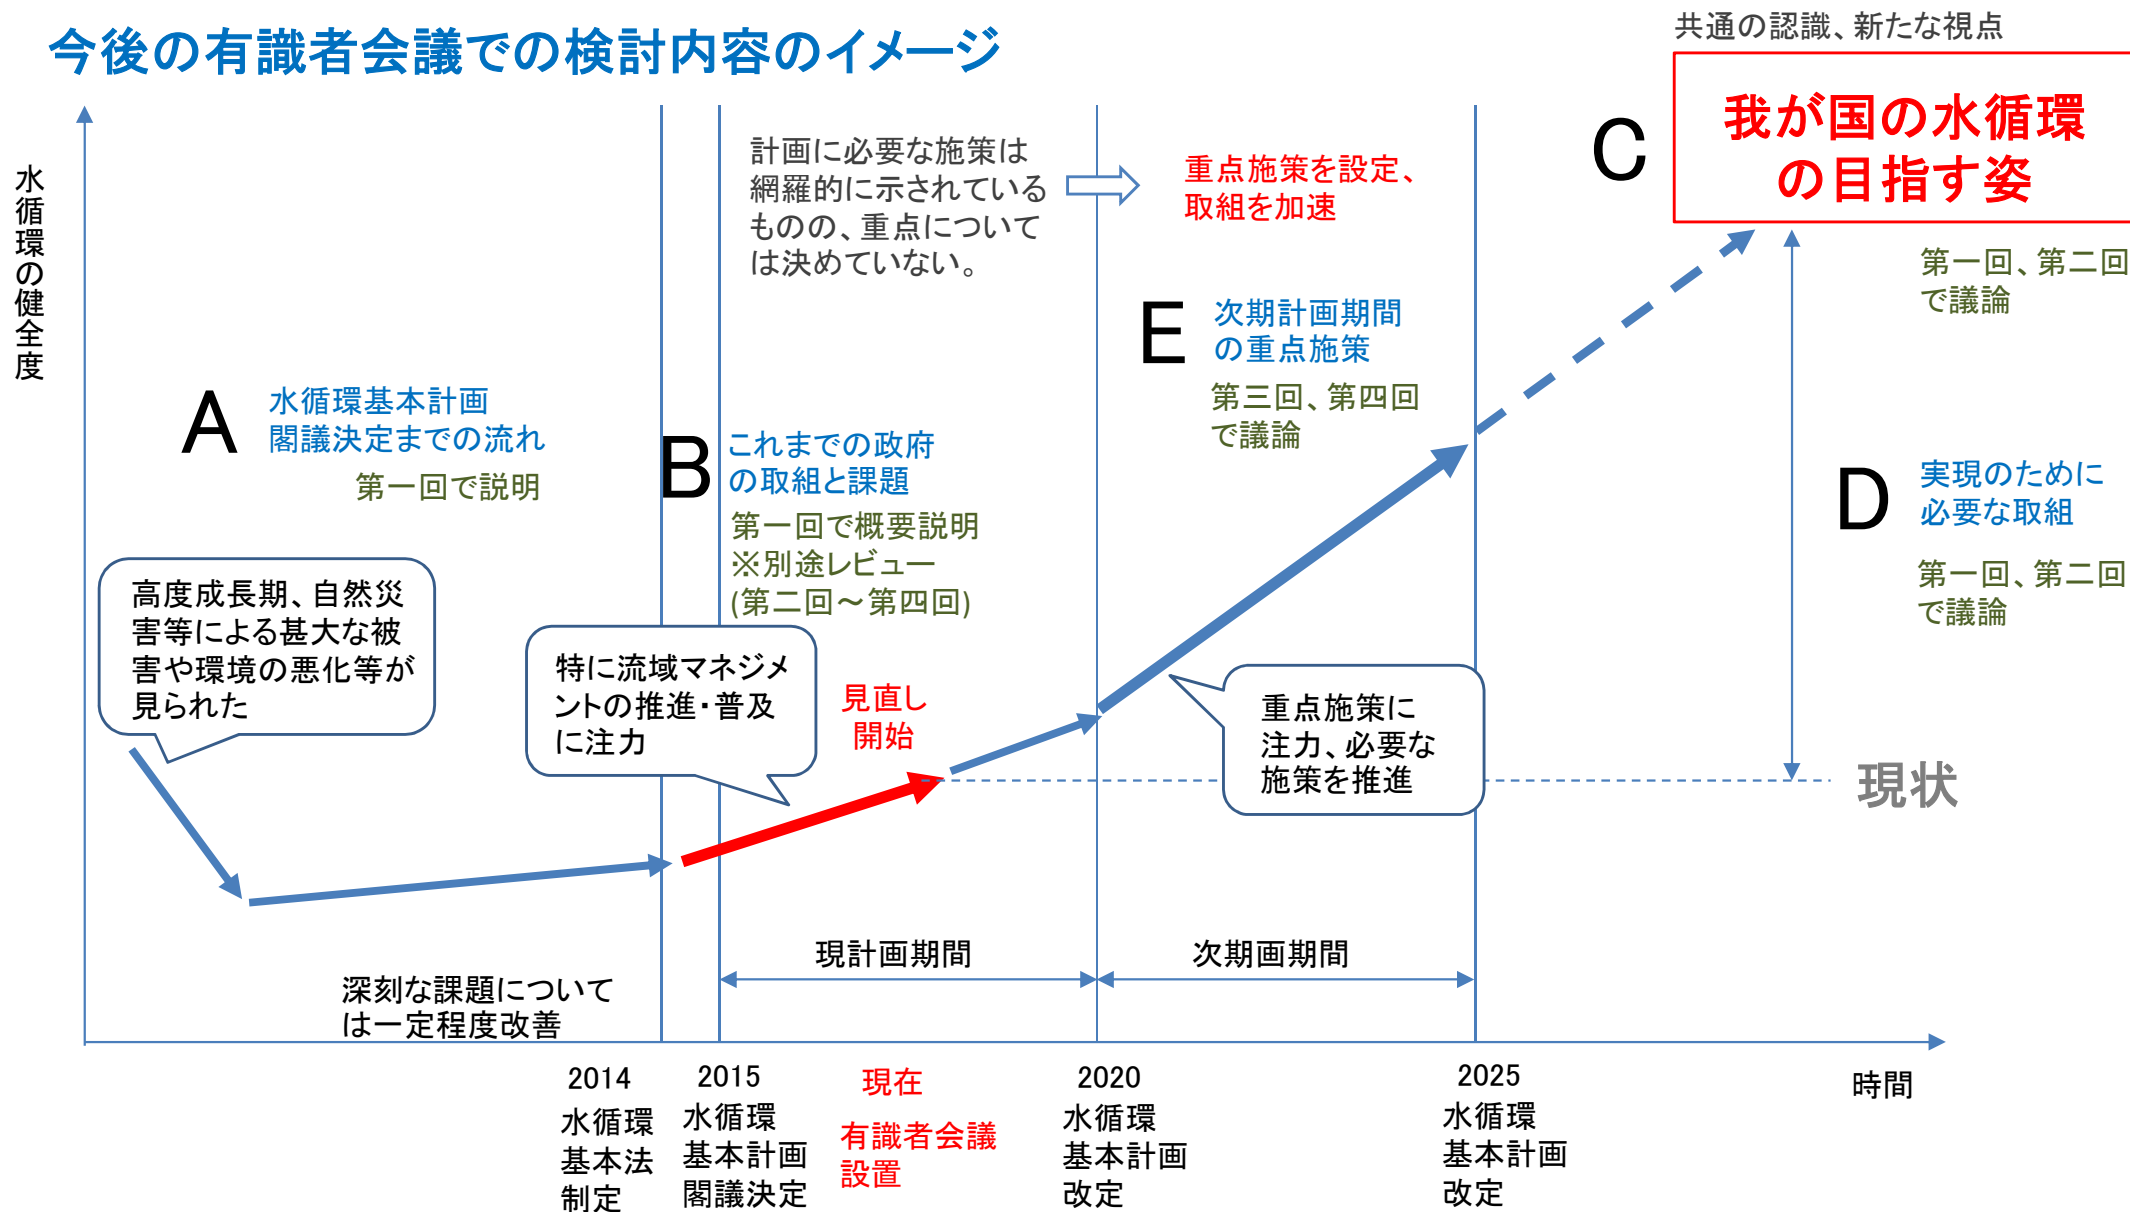 今後の有識者会議での検討内容のイメージ
共通の認識、新たな視点
我が国の水循環
の目指す姿
C
水循環の健全度
計画に必要な施策は
網羅的に示されている
ものの、重点について
は決めていない。
重点施策を設定、
取組を加速
第一回、第二回
で議論
E
次期計画期間
の重点施策
第三回、第四回
で議論
A
水循環基本計画
閣議決定までの流れ
第一回で説明
B
これまでの政府
の取組と課題
第一回で概要説明
※別途レビュー
(第二回～第四回)
D
実現のために
必要な取組
第一回、第二回
で議論
高度成長期、自然災
害等による甚大な被
害や環境の悪化等が
見られた
特に流域マネジメ
ントの推進・普及
に注力
見直し
開始
重点施策に
注力、必要な
施策を推進
現状
現計画期間
次期画期間
深刻な課題について
は一定程度改善
2014
水循環
基本法
制定
2015
水循環
基本計画
閣議決定
現在
有識者会議
設置
2020
水循環
基本計画
改定
2025
水循環
基本計画
改定
時間